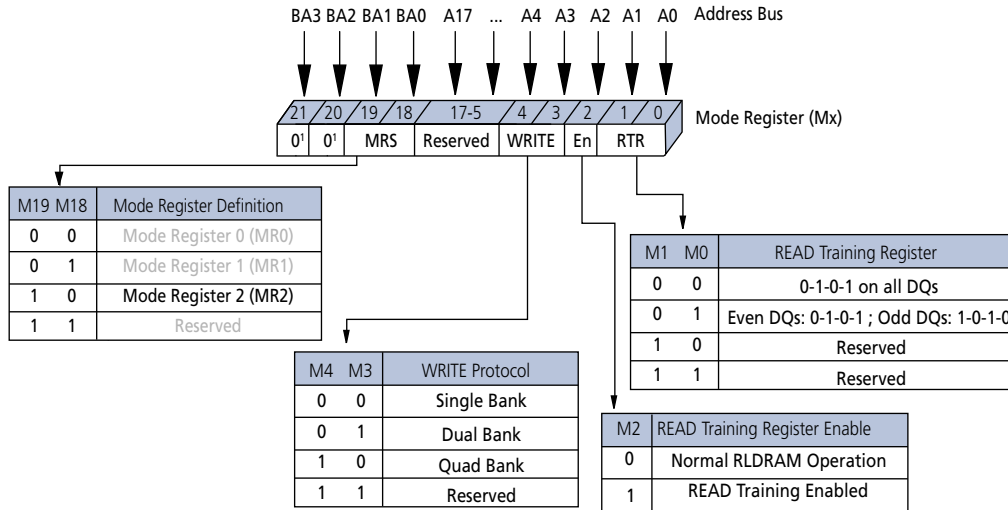 BA3 BA2 BA1 BA0 A17 ... A4 A3 A2 A1 A0 Address Bus
21 20 19 18 17-5 4 3 2 1 0 Mode Register (Mx)
0¹ 0¹ MRS Reserved WRITE En RTR
M19 M18 Mode Register Definition
0 0 Mode Register 0 (MR0)
0 1 Mode Register 1 (MR1)
1 0 Mode Register 2 (MR2)
1 1 Reserved
M1 M0 READ Training Register
0 0 0-1-0-1 on all DQs
0 1 Even DQs: 0-1-0-1 ; Odd DQs: 1-0-1-0
1 0 Reserved
1 1 Reserved
M4 M3 WRITE Protocol
0 0 Single Bank
0 1 Dual Bank
1 0 Quad Bank
1 1 Reserved
M2 READ Training Register Enable
0 Normal RLDRAM Operation
1 READ Training Enabled